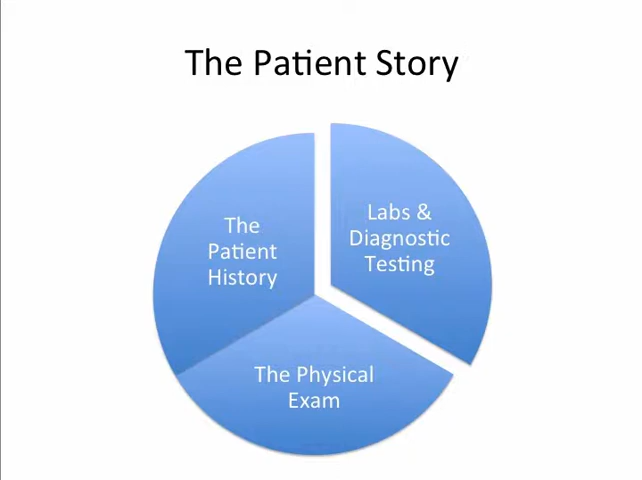 The Patient Story
The
Patient
History
Labs &
Diagnostic
Testing
The Physical
Exam